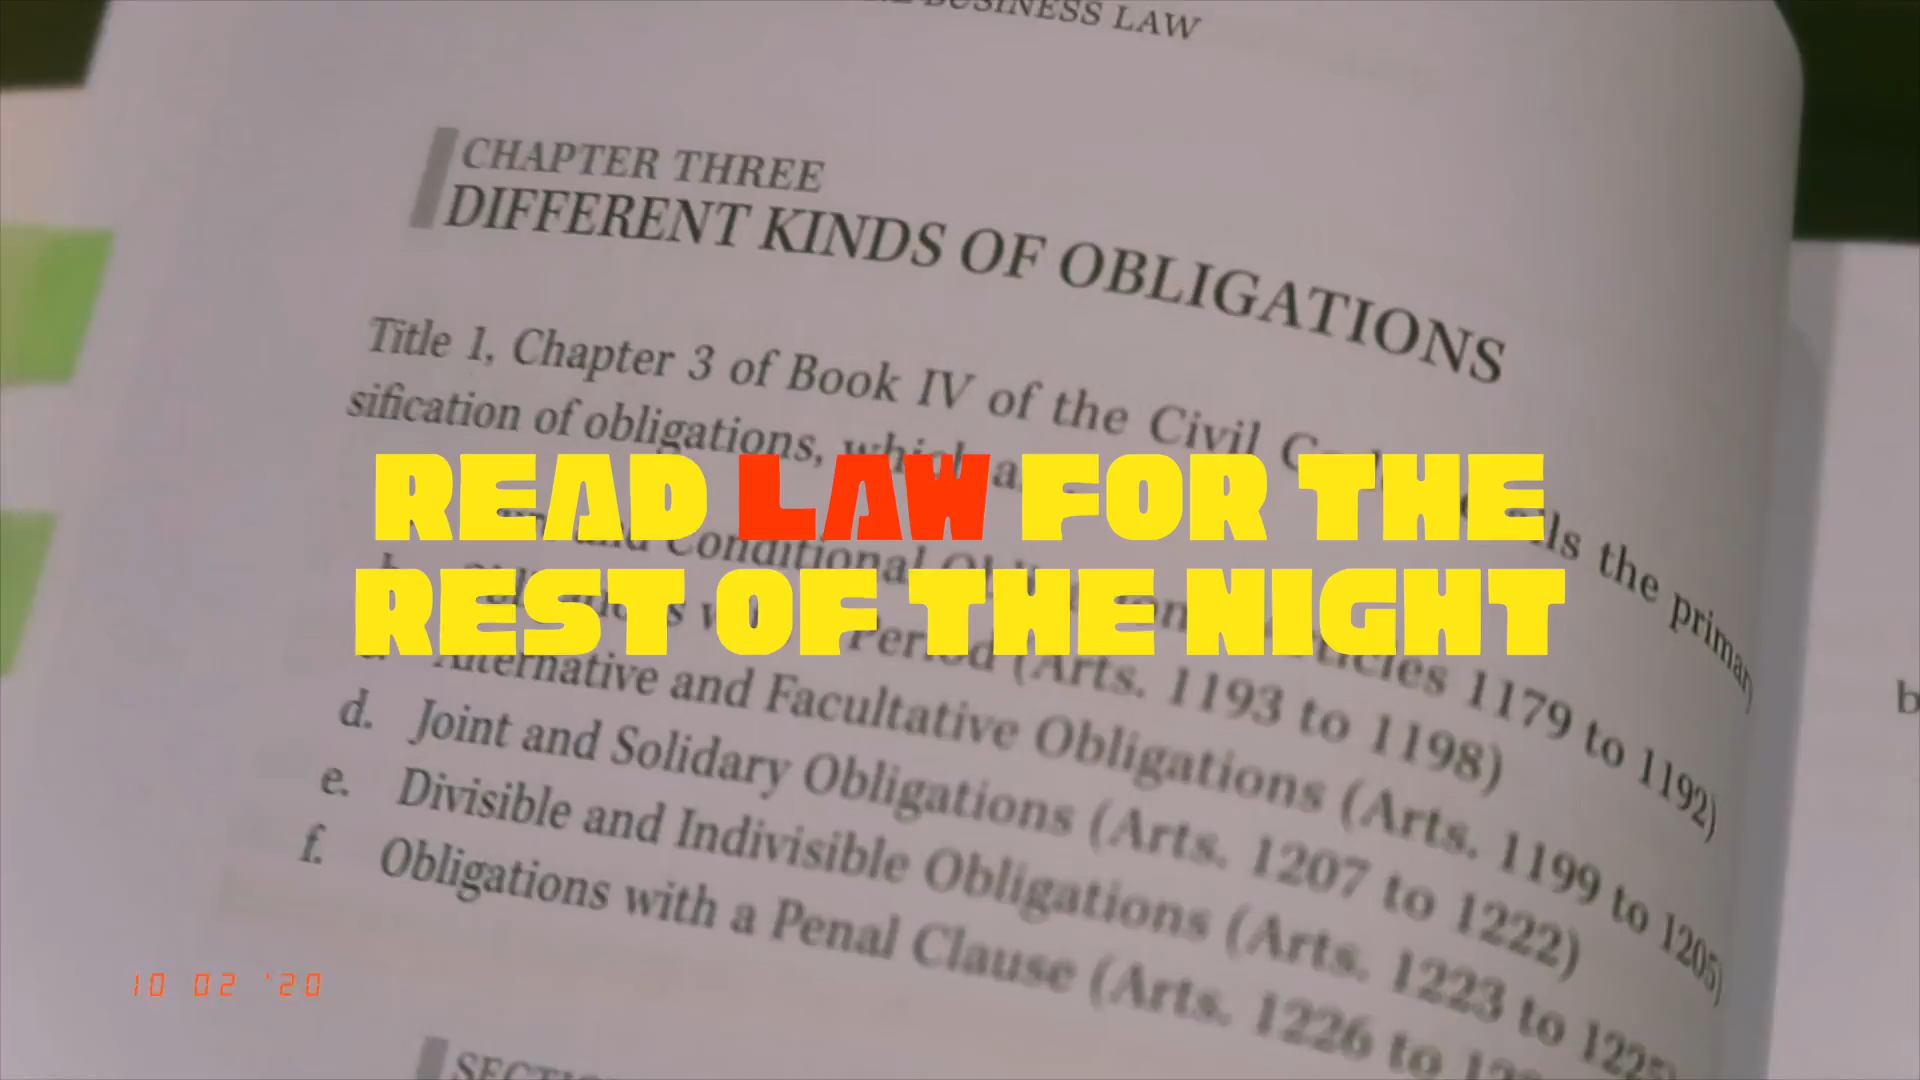 BUSINESS LAW
CHAPTER THREE
DIFFERENT KINDS OF OBLIGATIONS
Title 1, Chapter 3 of Book IV of the Civil
the primary
sification of obligations,
READ LAW FOR THE
REST OF THE NIGHT
and Conditional Articles 1179 to 1192)
Period (Arts. 1193 to 1198)
Alternative and Facultative Obligations (Arts. 1199 to 1205)
d. Joint and Solidary Obligations (Arts. 1207 to 1222)
e. Divisible and Indivisible Obligations (Arts. 1223 to 1225)
f. Obligations with a Penal Clause (Arts. 1226 to
10 02 '20